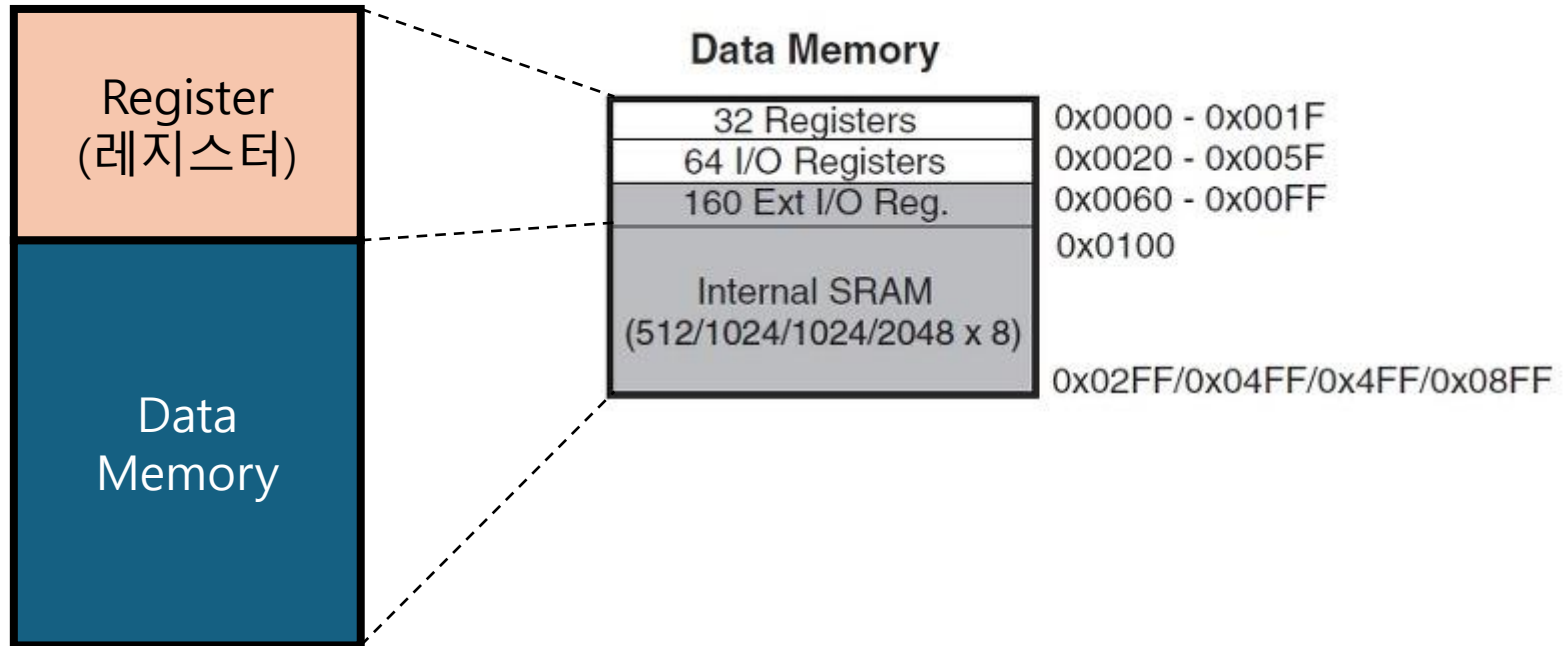 Register
(레지스터)
Data
Memory
Data Memory
32 Registers
0x0000 - 0x001F
64 I/O Registers
0x0020 - 0x005F
160 Ext I/O Reg.
0x0060 - 0x00FF
0x0100
Internal SRAM
(512/1024/1024/2048 x 8)
0x02FF/0x04FF/0x4FF/0x08FF